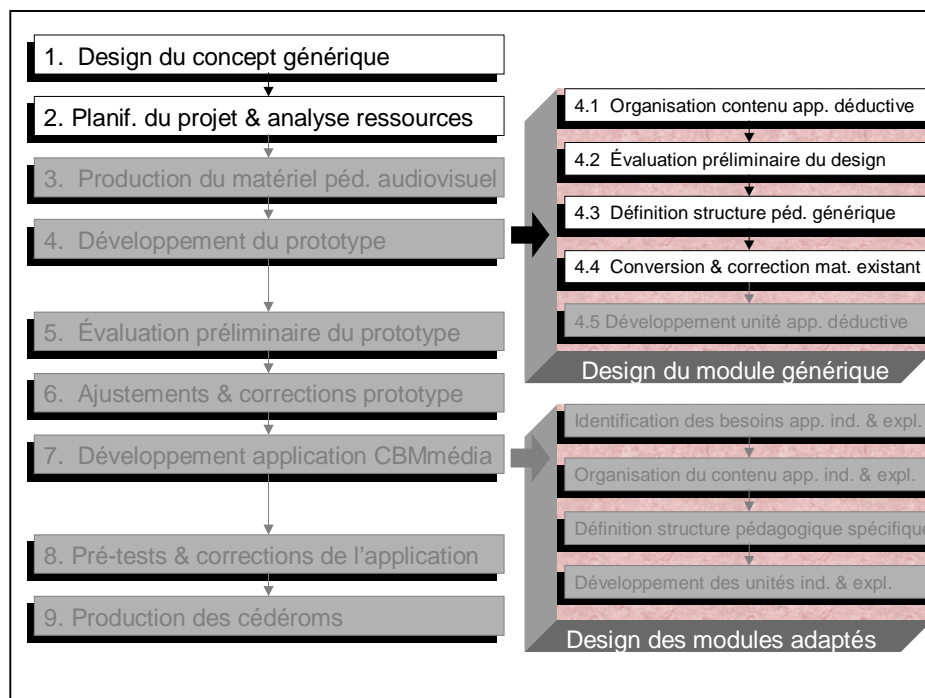 1. Design du concept générique
2. Planif. du projet & analyse ressources
3. Production du matériel péd. audiovisuel
4. Développement du prototype
5. Évaluation préliminaire du prototype
6. Ajustements & corrections prototype
7. Développement application CBMmédia
8. Pré-tests & corrections de l'application
9. Production des cédéroms
4.1 Organisation contenu app. déductive
4.2 Évaluation préliminaire du design
4.3 Définition structure péd. générique
4.4 Conversion & correction mat. existant
4.5 Développement unité app. déductive
Design du module générique
Identification des besoins app. ind. & expl.
Organisation du contenu app. ind. & expl.
Définition structure pédagogique spécifique
Développement des unités ind. & expl.
Design des modules adaptés